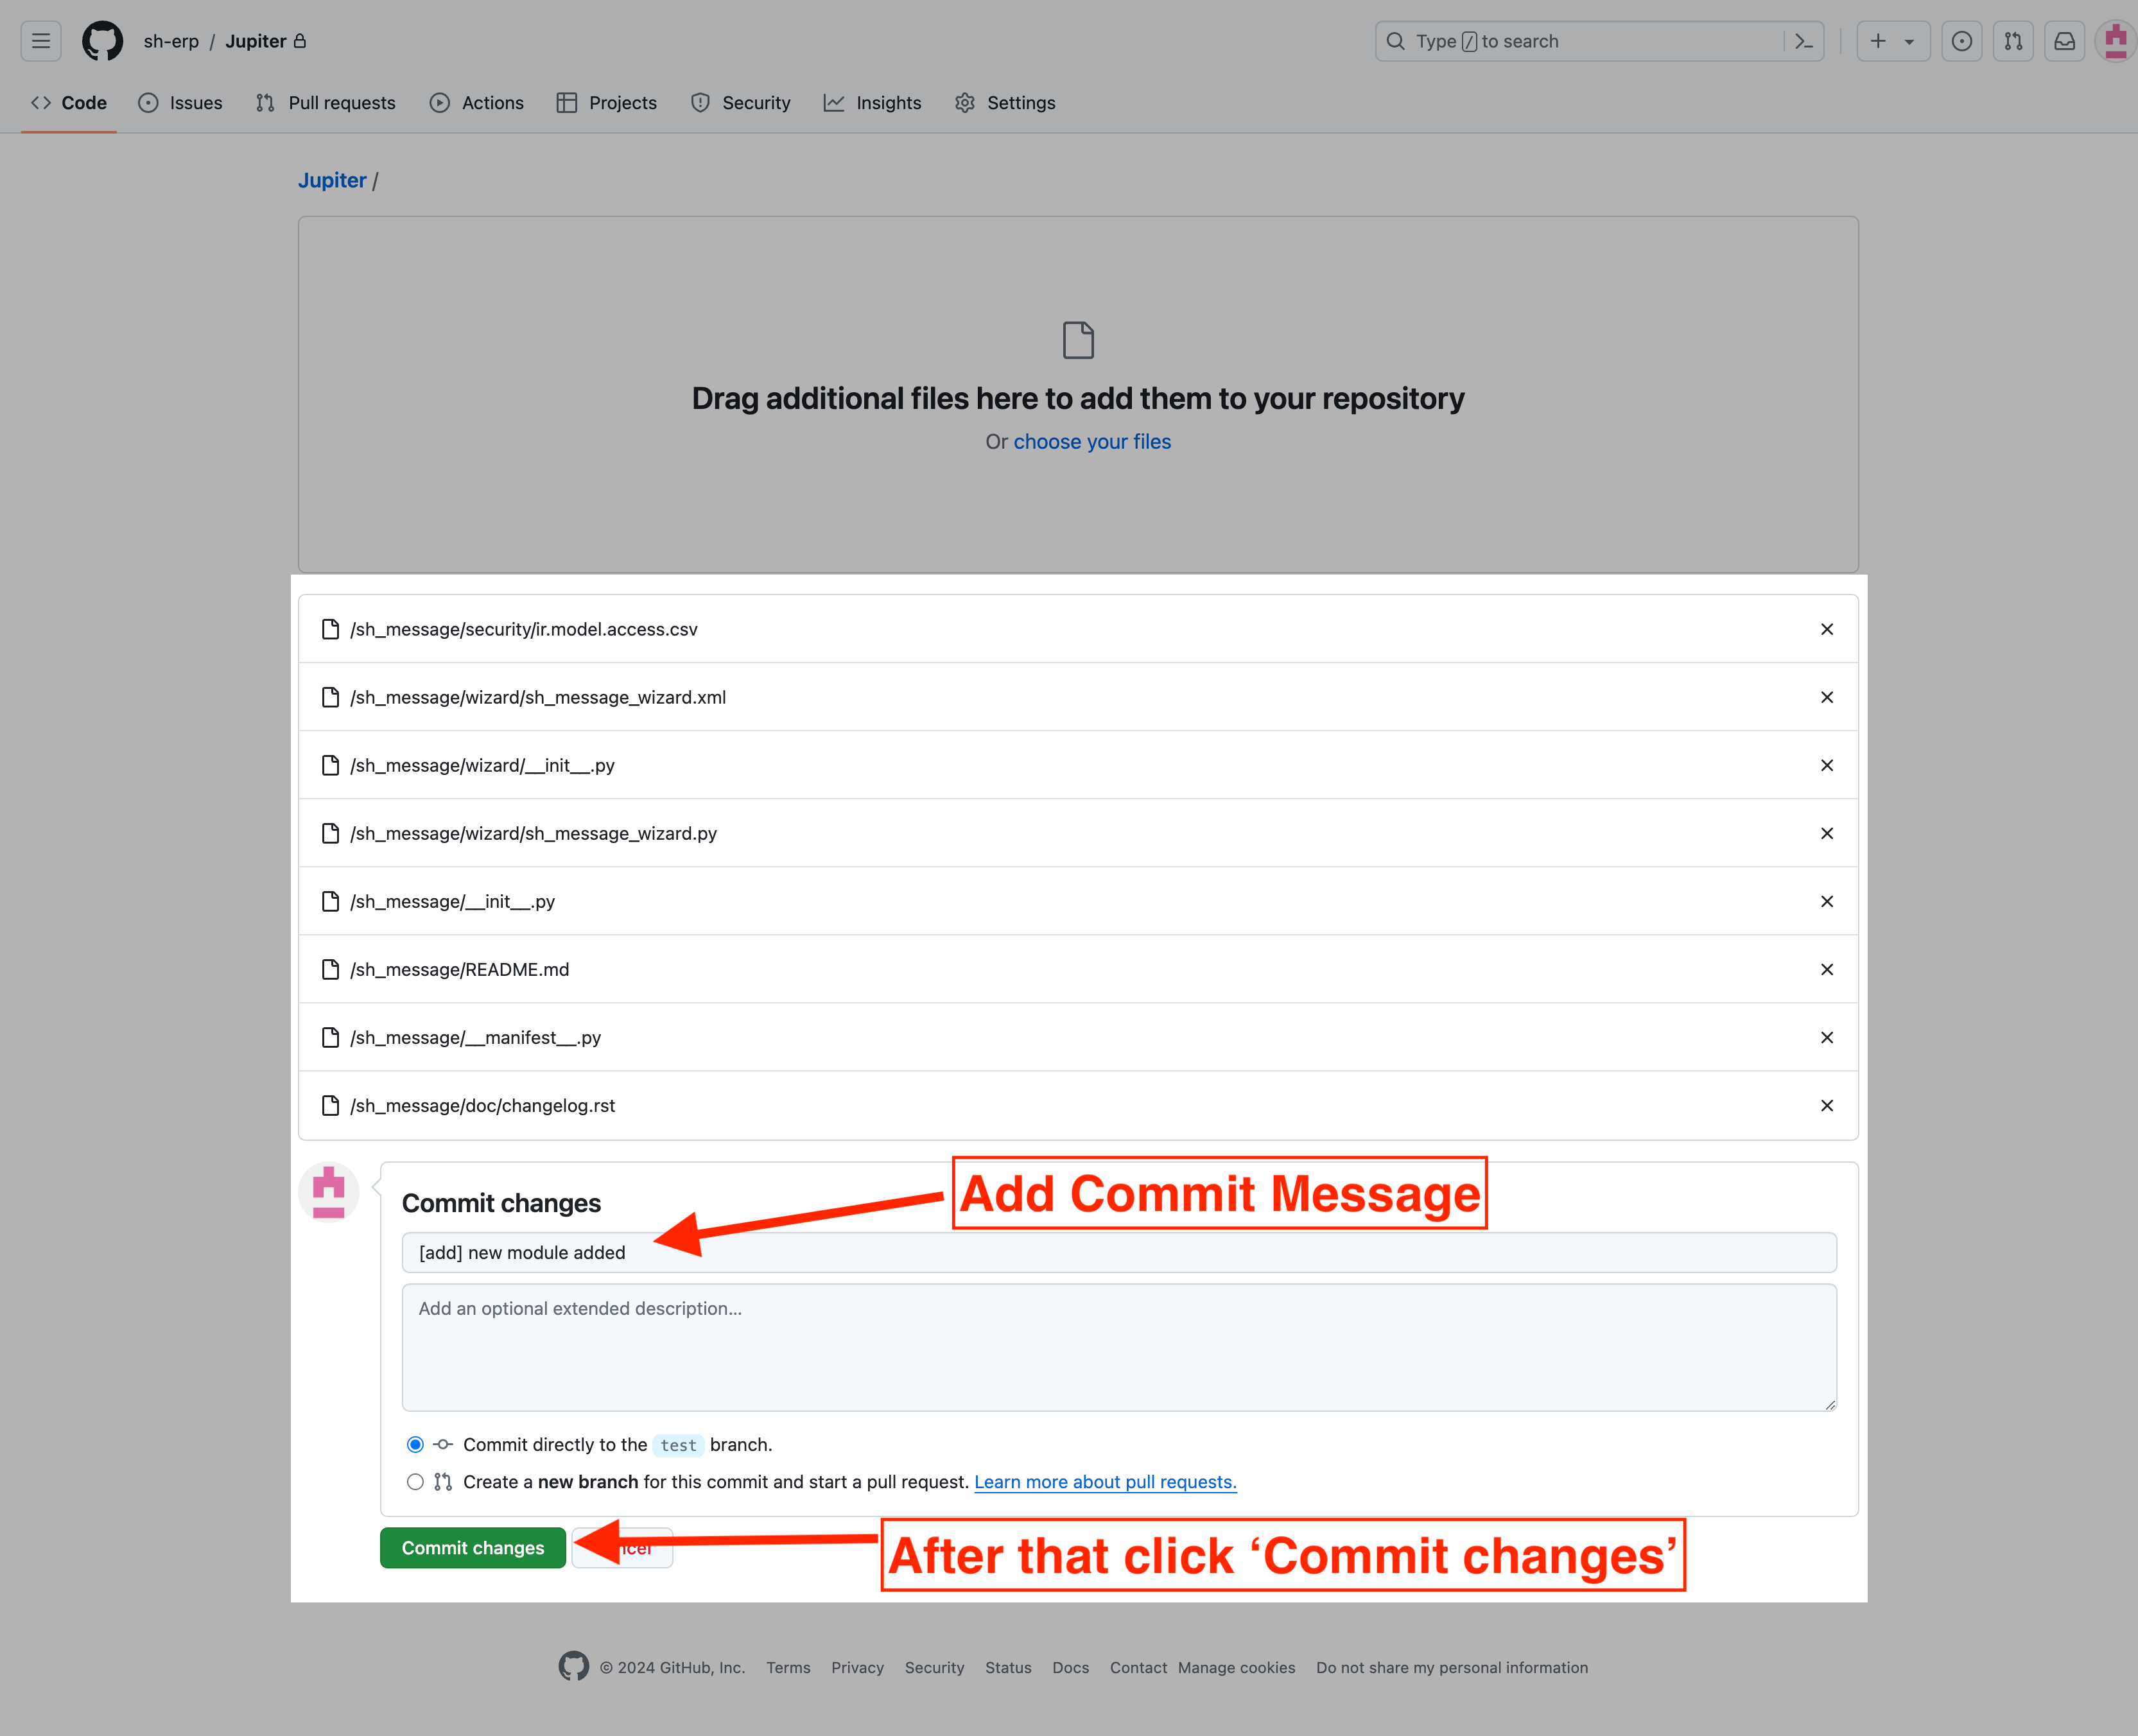 sh-erp / Jupiter
Type / to search
Code Issues Pull requests Actions Projects Security Insights Settings
Jupiter /
Drag additional files here to add them to your repository
Or choose your files
/sh_message/security/ir.model.access.csv
/sh_message/wizard/sh_message_wizard.xml
/sh_message/wizard/__init__.py
/sh_message/wizard/sh_message_wizard.py
/sh_message/__init__.py
/sh_message/README.md
/sh_message/__manifest__.py
/sh_message/doc/changelog.rst
Add Commit Message
Commit changes
[add] new module added
Add an optional extended description...
Commit directly to the test branch.
Create a new branch for this commit and start a pull request. Learn more about pull requests.
Commit changes
After that click ‘Commit changes’
© 2024 GitHub, Inc. Terms Privacy Security Status Docs Contact Manage cookies Do not share my personal information